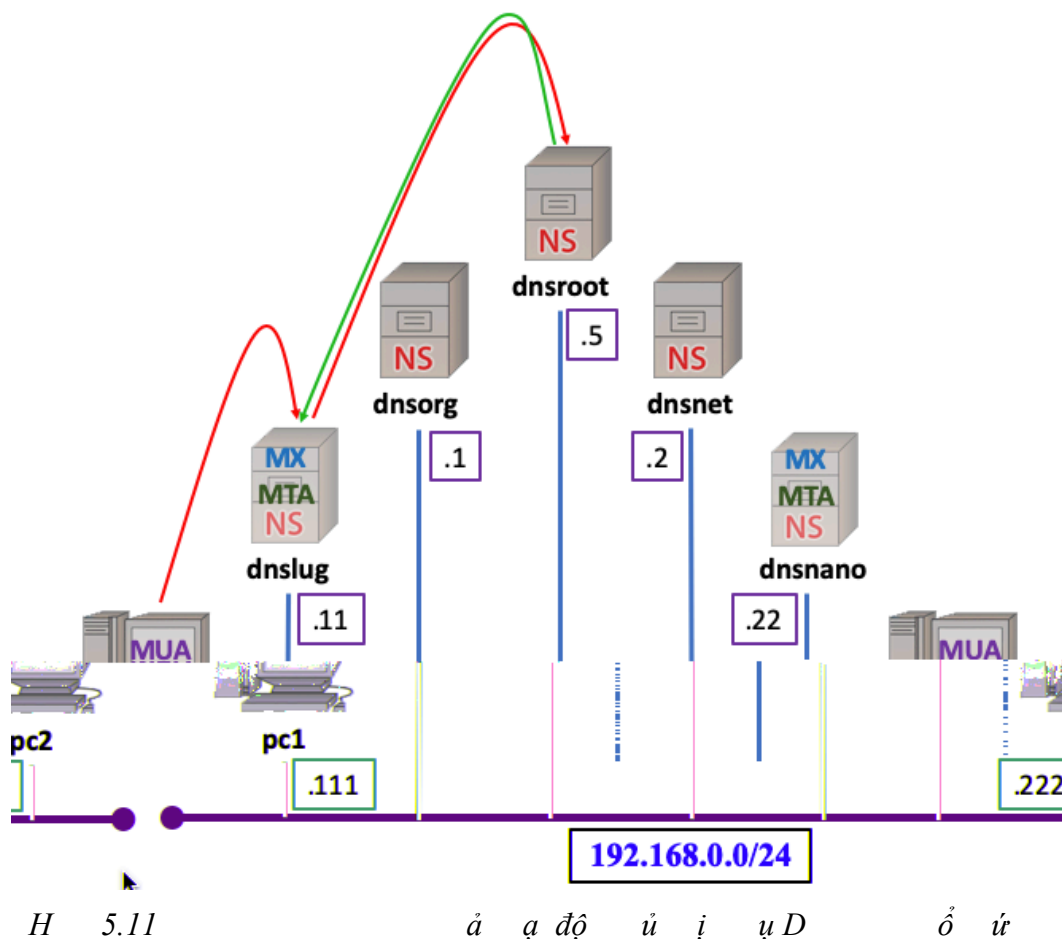 NS
dnsroot
.5
NS
dnsorg
.1
NS
dnsnet
.2
MX
MTA
NS
dnslug
.11
MX
MTA
NS
dnsnano
.22
MUA
MUA
pc2
pc1
.111
.222
192.168.0.0/24
H 5.11 ả ạ độ ủ ị ụ D ổ ứ